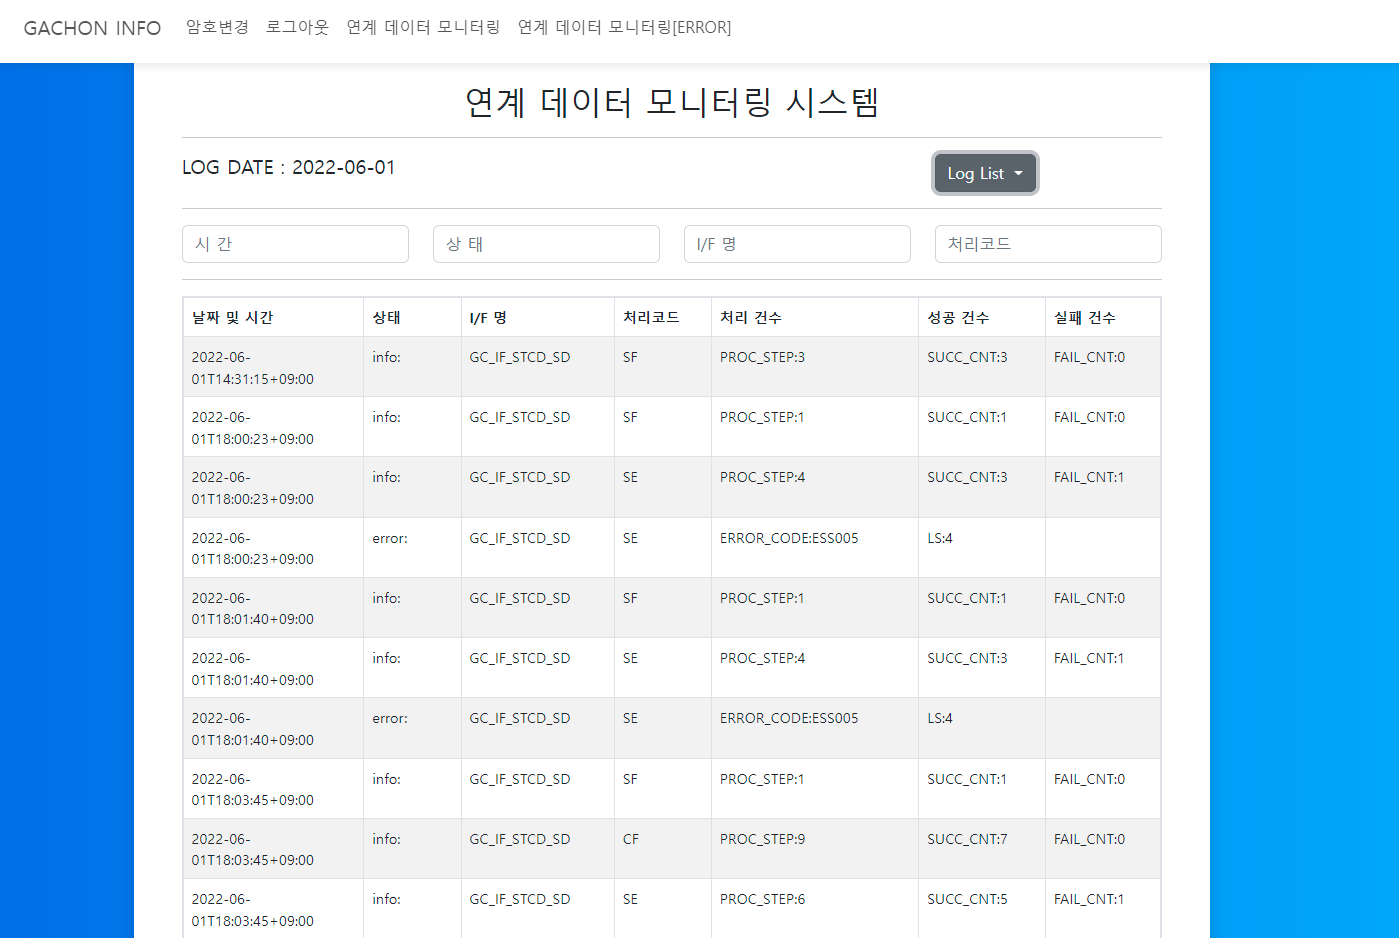 GACHON INFO 암호변경 로그아웃 연계 데이터 모니터링 연계 데이터 모니터링[ERROR]
연계 데이터 모니터링 시스템
LOG DATE : 2022-06-01 Log List
시 간 상 태 I/F 명 처리코드
날짜 및 시간 상태 I/F 명 처리코드 처리 건수 성공 건수 실패 건수
2022-06- info: GC_IF_STCD_SD SF PROC_STEP:3 SUCC_CNT:3 FAIL_CNT:0
01T14:31:15+09:00
2022-06- info: GC_IF_STCD_SD SF PROC_STEP:1 SUCC_CNT:1 FAIL_CNT:0
01T18:00:23+09:00
2022-06- info: GC_IF_STCD_SD SE PROC_STEP:4 SUCC_CNT:3 FAIL_CNT:1
01T18:00:23+09:00
2022-06- error: GC_IF_STCD_SD SE ERROR_CODE:ESS005 LS:4
01T18:00:23+09:00
2022-06- info: GC_IF_STCD_SD SF PROC_STEP:1 SUCC_CNT:1 FAIL_CNT:0
01T18:01:40+09:00
2022-06- info: GC_IF_STCD_SD SE PROC_STEP:4 SUCC_CNT:3 FAIL_CNT:1
01T18:01:40+09:00
2022-06- error: GC_IF_STCD_SD SE ERROR_CODE:ESS005 LS:4
01T18:01:40+09:00
2022-06- info: GC_IF_STCD_SD SF PROC_STEP:1 SUCC_CNT:1 FAIL_CNT:0
01T18:03:45+09:00
2022-06- info: GC_IF_STCD_SD CF PROC_STEP:9 SUCC_CNT:7 FAIL_CNT:0
01T18:03:45+09:00
2022-06- info: GC_IF_STCD_SD SE PROC_STEP:6 SUCC_CNT:5 FAIL_CNT:1
01T18:03:45+09:00